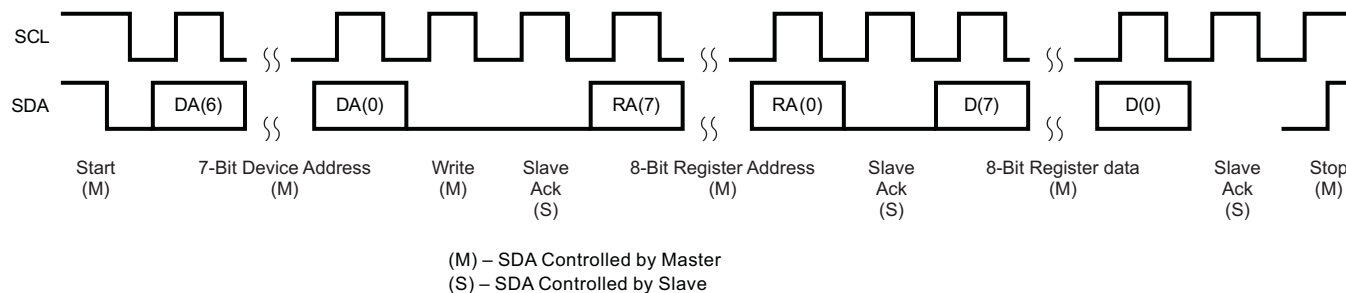 SCL
SDA
DA(6)
DA(0)
RA(7)
RA(0)
D(7)
D(0)
Start
(M)
7-Bit Device Address
(M)
Write
(M)
Slave
Ack
(S)
8-Bit Register Address
(M)
Slave
Ack
(S)
8-Bit Register data
(M)
Slave
Ack
(S)
Stop
(M)
(M) – SDA Controlled by Master
(S) – SDA Controlled by Slave